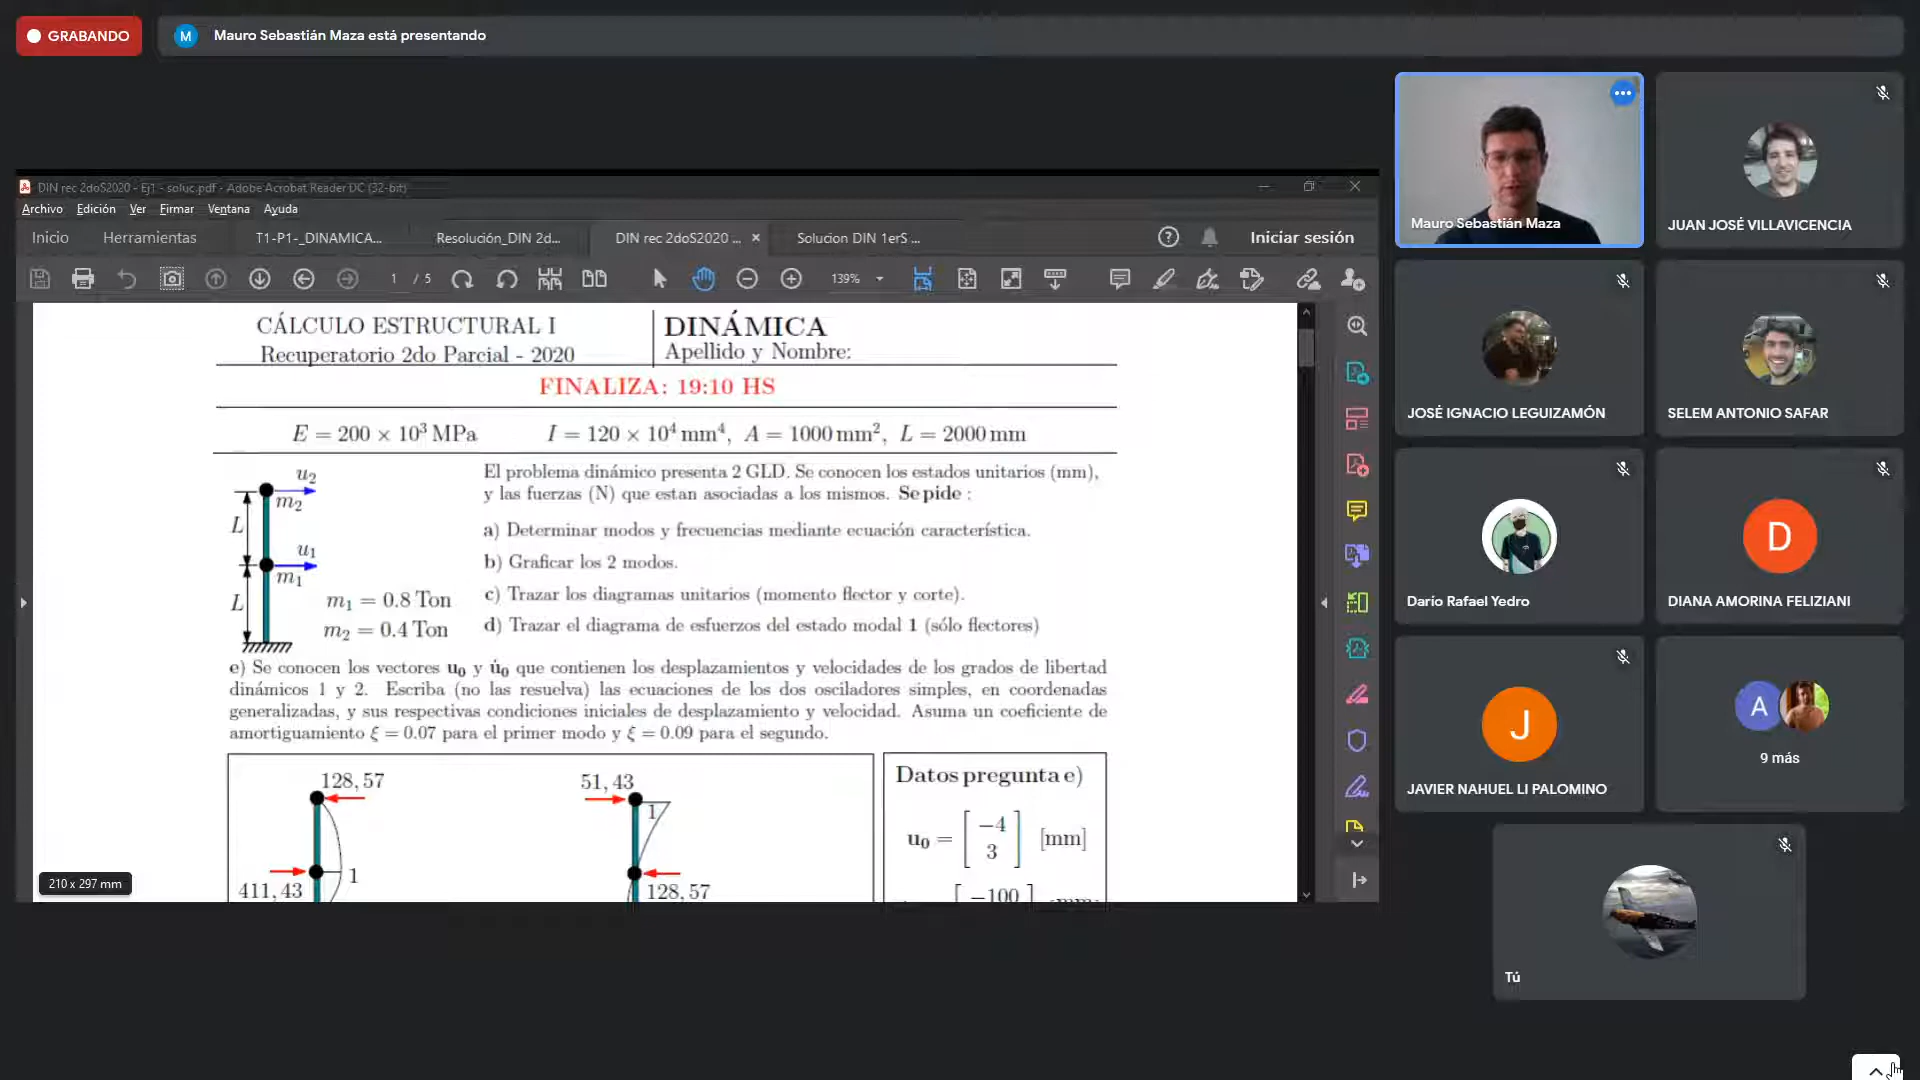 GRABANDO
M Mauro Sebastián Maza está presentando
DIN rec 2doS2020 - Ej1 - soluc.pdf - Adobe Acrobat Reader DC (32-bit)
Archivo Edición Ver Firmar Ventana Ayuda
Inicio Herramientas T1-P1-_DINAMICA... Resolución_DIN 2d... DIN rec 2doS2020 ... × Solucion DIN 1erS ... Iniciar sesión
1 / 5 139%
CÁLCULO ESTRUCTURAL I
Recuperatorio 2do Parcial - 2020
DINÁMICA
Apellido y Nombre:
FINALIZA: 19:10 HS
E = 200 × 10³ MPa I = 120 × 10⁴ mm⁴, A = 1000 mm², L = 2000 mm
u₂
m₂
L
u₁
m₁
L
m₁ = 0.8 Ton
m₂ = 0.4 Ton
El problema dinámico presenta 2 GLD. Se conocen los estados unitarios (mm),
y las fuerzas (N) que estan asociadas a los mismos. Se pide :
a) Determinar modos y frecuencias mediante ecuación característica.
b) Graficar los 2 modos.
c) Trazar los diagramas unitarios (momento flector y corte).
d) Trazar el diagrama de esfuerzos del estado modal 1 (sólo flectores)
e) Se conocen los vectores u₀ y u̇₀ que contienen los desplazamientos y velocidades de los grados de libertad
dinámicos 1 y 2. Escriba (no las resuelva) las ecuaciones de los dos osciladores simples, en coordenadas
generalizadas, y sus respectivas condiciones iniciales de desplazamiento y velocidad. Asuma un coeficiente de
amortiguamiento ξ = 0.07 para el primer modo y ξ = 0.09 para el segundo.
128, 57
1
411, 43
51, 43
1
128, 57
Datos pregunta e)
u₀ = [ −4 3 ] [mm]
−100
210 x 297 mm
Mauro Sebastián Maza
JUAN JOSÉ VILLAVICENCIA
JOSÉ IGNACIO LEGUIZAMÓN
SELEM ANTONIO SAFAR
Darío Rafael Yedro
D
DIANA AMORINA FELIZIANI
J
JAVIER NAHUEL LI PALOMINO
A
9 más
Tú